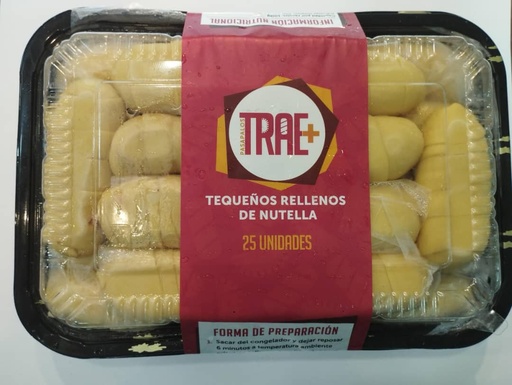 INFORMACIÓN NUTRICIONAL
PASAPALOS
TRAE+
TEQUEÑOS RELLENOS
DE NUTELLA
25 UNIDADES
FORMA DE PREPARACIÓN
1. Sacar del congelador y dejar reposar
6 minutos a temperatura ambiente